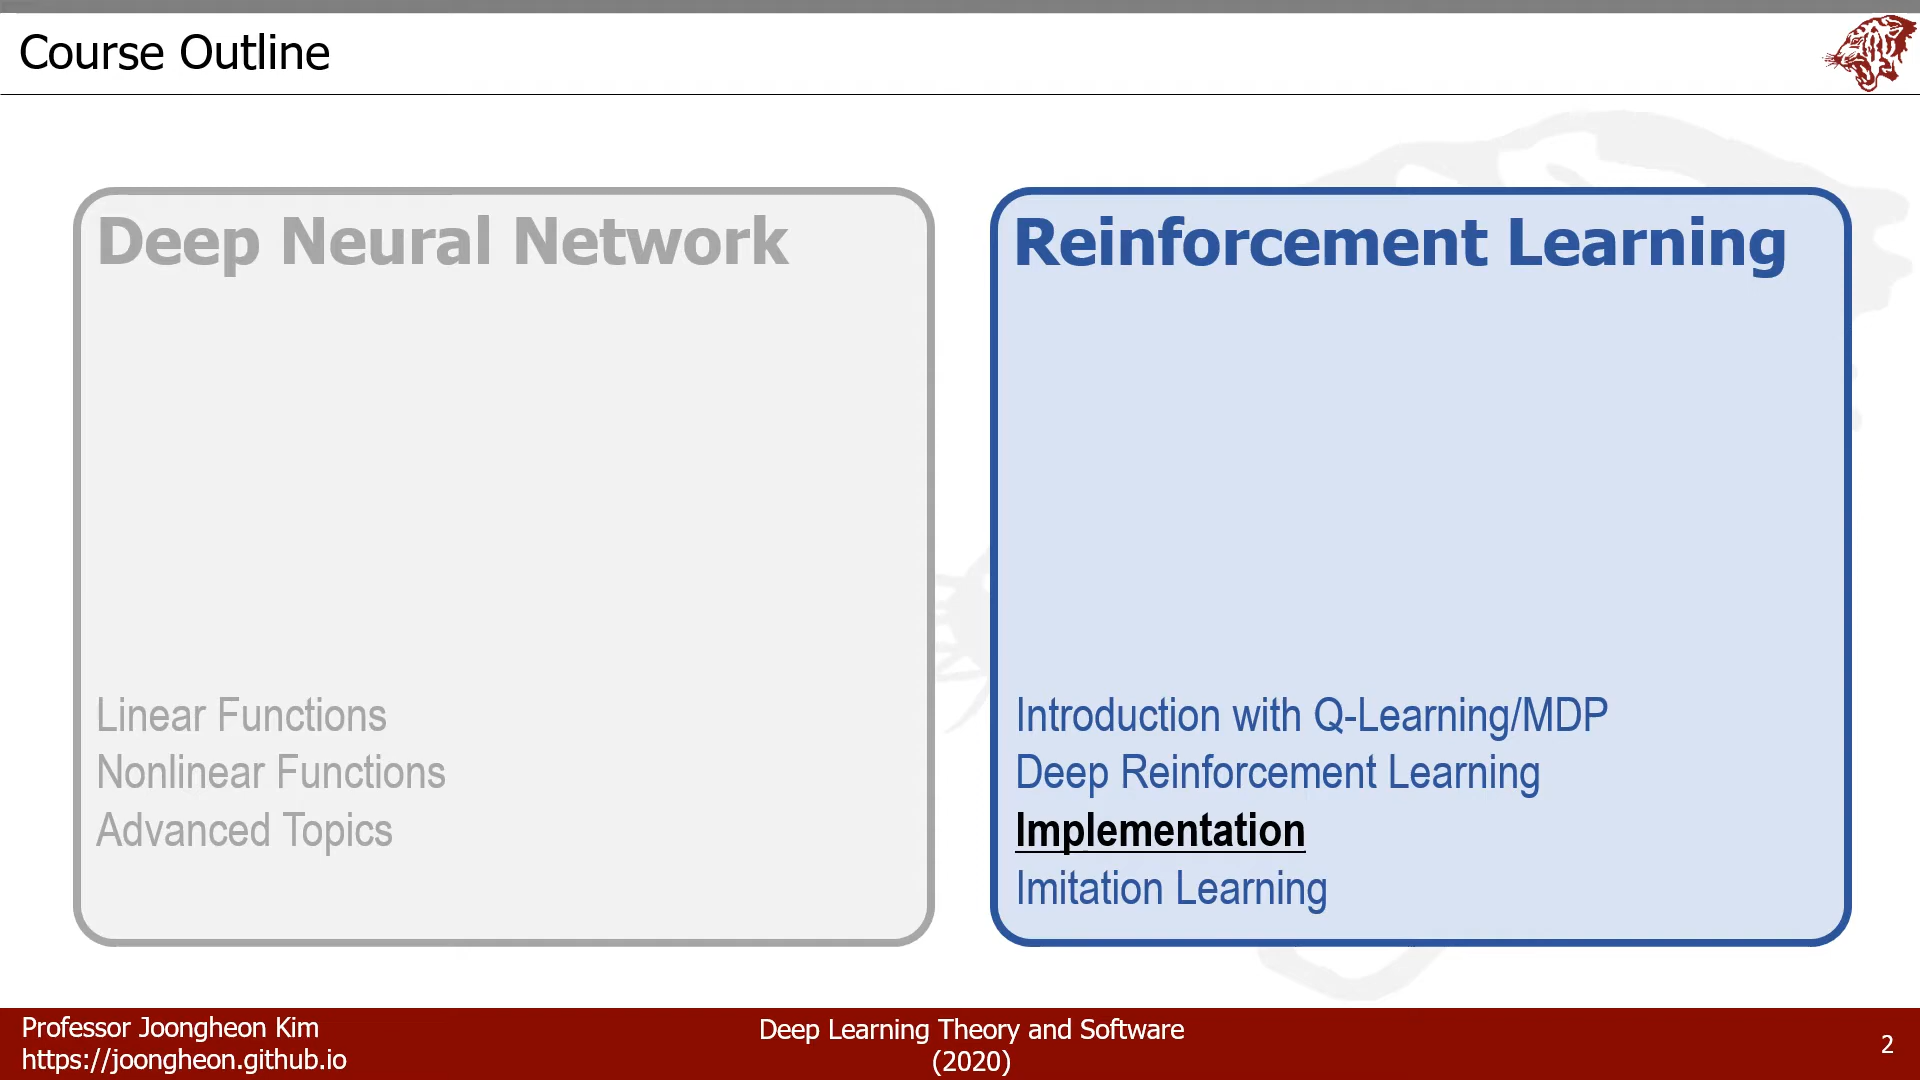 Course Outline
Deep Neural Network
Linear Functions
Nonlinear Functions
Advanced Topics
Reinforcement Learning
Introduction with Q-Learning/MDP
Deep Reinforcement Learning
Implementation
Imitation Learning
Professor Joongheon Kim
https://joongheon.github.io
Deep Learning Theory and Software
(2020)
2